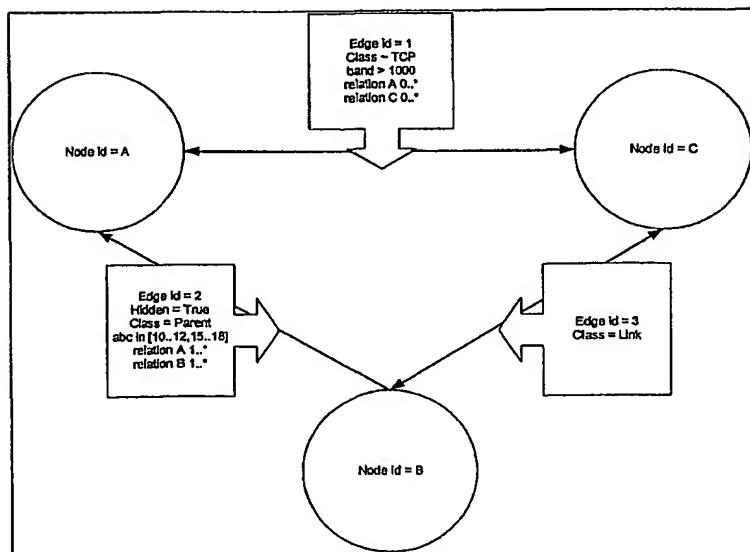 Edge id = 1
Class ~ TCP
band > 1000
relation A 0..*
relation C 0..*
Node id = A
Node id = C
Edge id = 2
Hidden = True
Class = Parent
abc in [10..12,15..18]
relation A 1..*
relation B 1..*
Edge id = 3
Class = Link
Node id = B